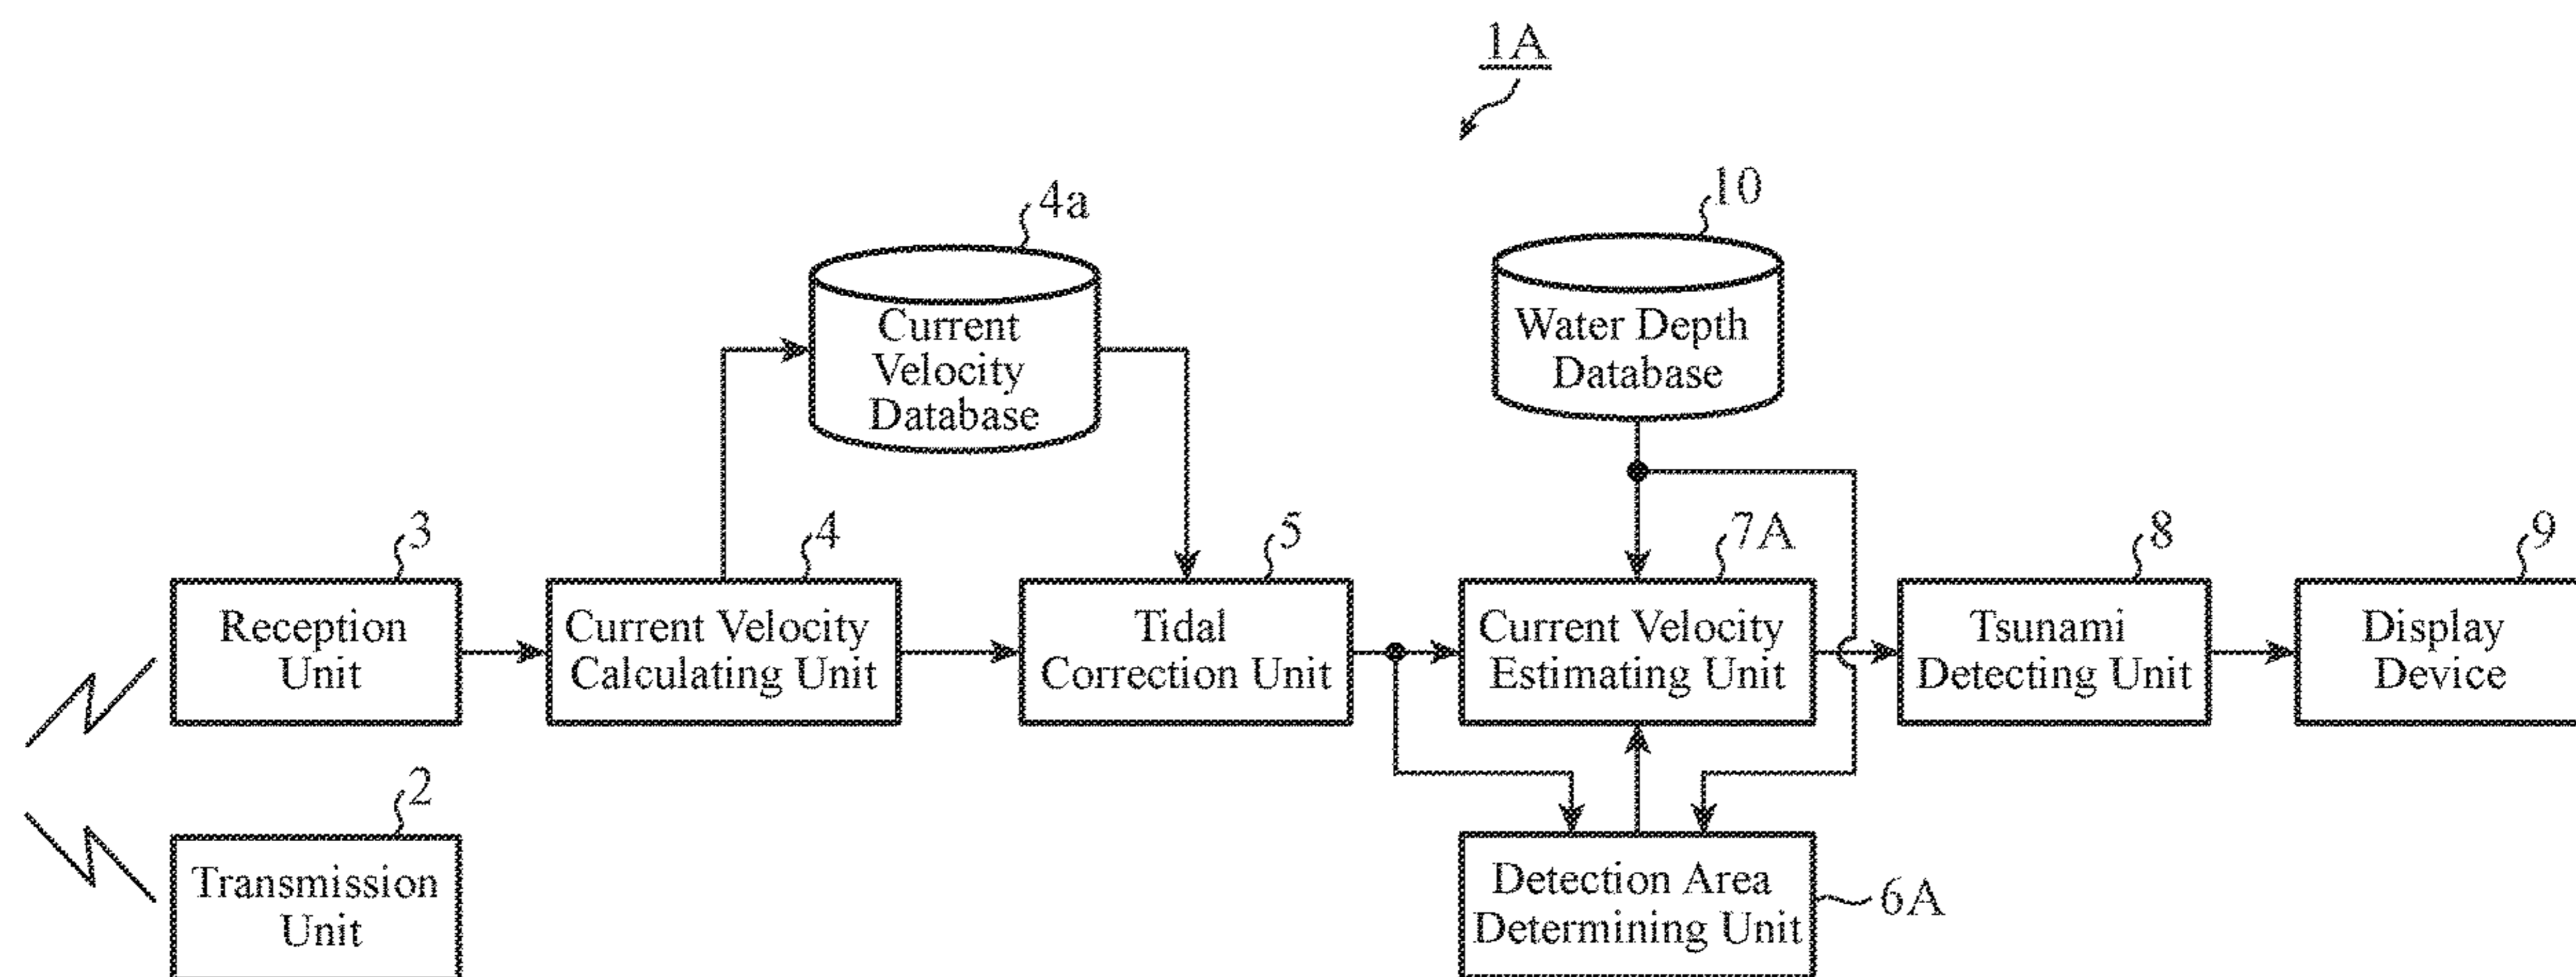 1A
4a
Current
Velocity
Database
10
Water Depth
Database
3
Reception
Unit
4
Current Velocity
Calculating Unit
5
Tidal
Correction Unit
7A
Current Velocity
Estimating Unit
8
Tsunami
Detecting Unit
9
Display
Device
2
Transmission
Unit
Detection Area
Determining Unit
6A